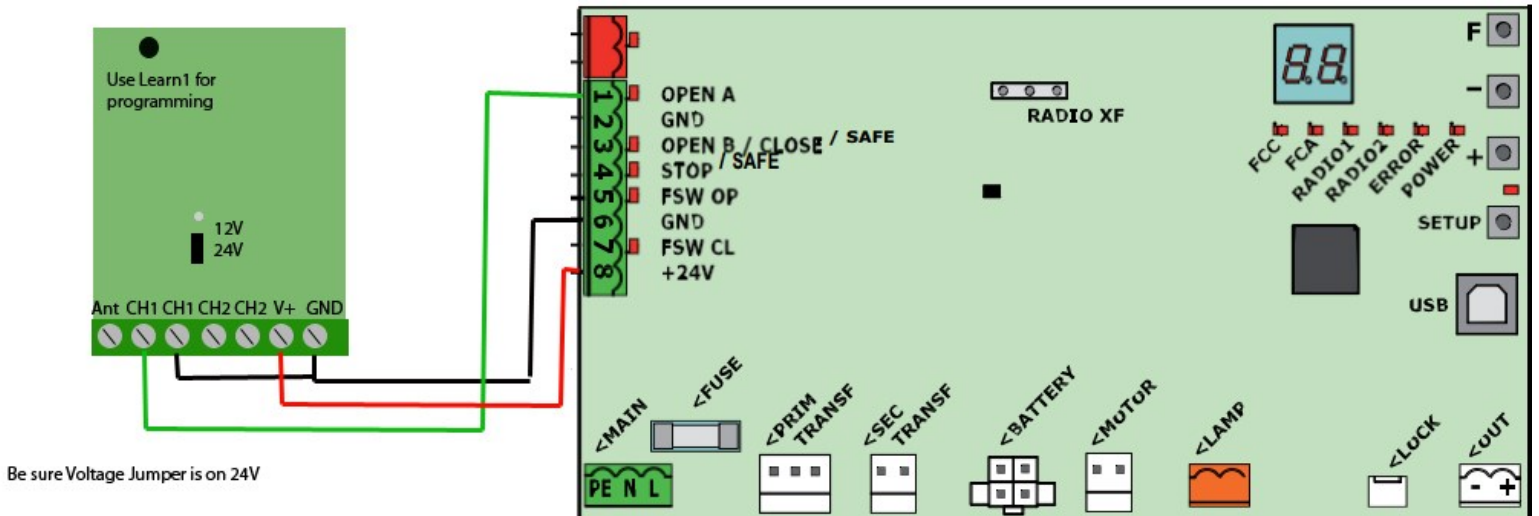 Use Learn1 for
programming
12V
24V
Ant CH1 CH1 CH2 CH2 V+ GND
Be sure Voltage Jumper is on 24V
1 OPEN A
2 GND
3 OPEN B / CLOSE / SAFE
4 STOP / SAFE
5 FSW OP
6 GND
7 FSW CL
8 +24V
RADIO XF
8.8.
F
-
+
FCC
FCA
RADIO1
RADIO2
ERROR
POWER
SETUP
USB
<MAIN
PE N L
<FUSE
<PRIM
TRANSF
<SEC
TRANSF
<BATTERY
<MOTOR
<LAMP
<LOCK
<OUT
- +